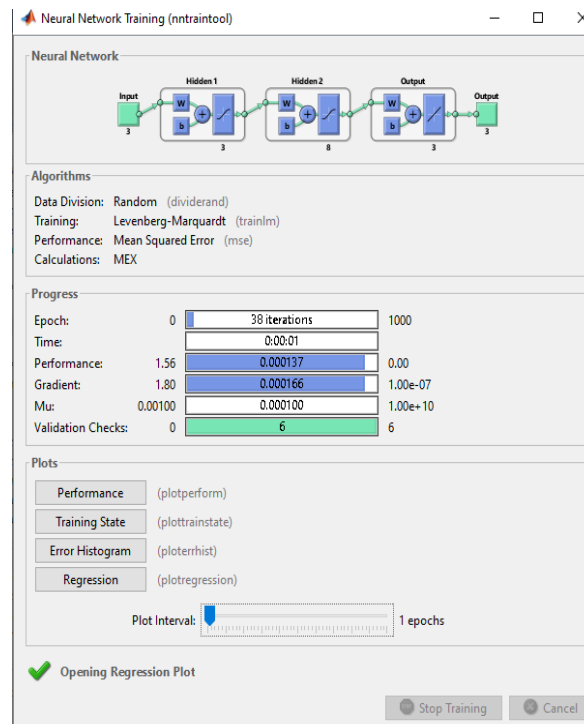 Neural Network Training (nntraintool)
Neural Network
Hidden 1 Hidden 2 Output
Input Output
W W W
b b b
3 3
3 8 3
Algorithms
Data Division: Random (dividerand)
Training: Levenberg-Marquardt (trainlm)
Performance: Mean Squared Error (mse)
Calculations: MEX
Progress
Epoch: 0 38 iterations 1000
Time: 0:00:01
Performance: 1.56 0.000137 0.00
Gradient: 1.80 0.000166 1.00e-07
Mu: 0.00100 0.000100 1.00e+10
Validation Checks: 0 6 6
Plots
Performance (plotperform)
Training State (plottrainstate)
Error Histogram (ploterrhist)
Regression (plotregression)
Plot Interval: 1 epochs
Opening Regression Plot
Stop Training Cancel